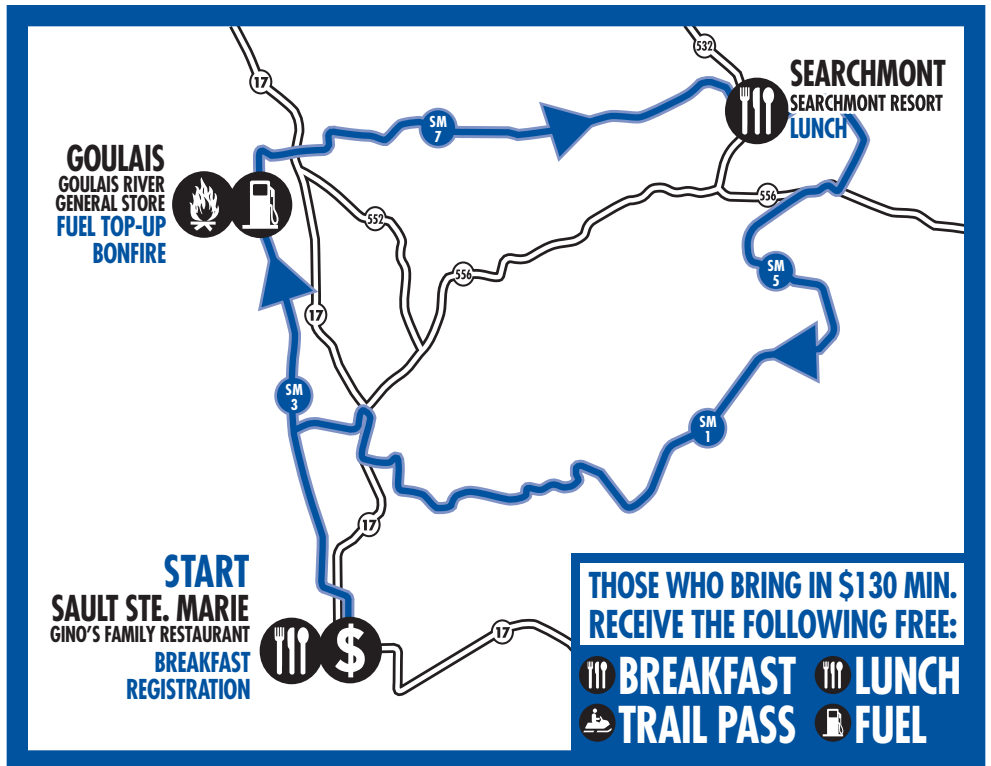 532
17
SEARCHMONT
SEARCHMONT RESORT
LUNCH
SM
7
GOULAIS
GOULAIS RIVER
GENERAL STORE
FUEL TOP-UP
BONFIRE
552
556
556
SM
5
17
SM
3
SM
1
17
START
SAULT STE. MARIE
GINO'S FAMILY RESTAURANT
BREAKFAST
REGISTRATION
$
17
THOSE WHO BRING IN $130 MIN.
RECEIVE THE FOLLOWING FREE:
BREAKFAST
LUNCH
TRAIL PASS
FUEL